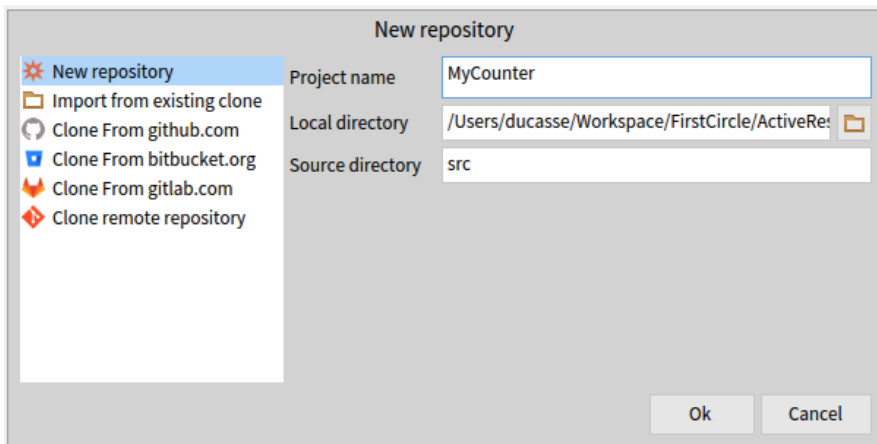 New repository
New repository
Import from existing clone
Clone From github.com
Clone From bitbucket.org
Clone From gitlab.com
Clone remote repository
Project name
MyCounter
Local directory
/Users/ducasse/Workspace/FirstCircle/ActiveRes
Source directory
src
Ok
Cancel